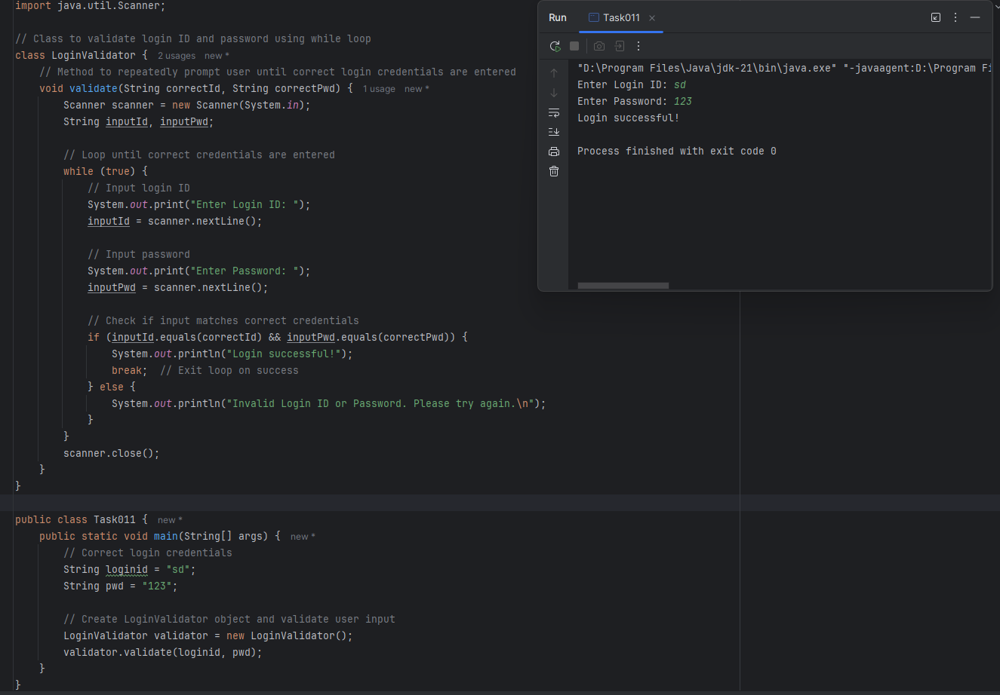 import java.util.Scanner;
// Class to validate login ID and password using while loop
class LoginValidator { 2 usages new *
// Method to repeatedly prompt user until correct login credentials are entered
void validate(String correctId, String correctPwd) { 1 usage new *
Scanner scanner = new Scanner(System.in);
String inputId, inputPwd;
// Loop until correct credentials are entered
while (true) {
// Input login ID
System.out.print("Enter Login ID: ");
inputId = scanner.nextLine();
// Input password
System.out.print("Enter Password: ");
inputPwd = scanner.nextLine();
// Check if input matches correct credentials
if (inputId.equals(correctId) && inputPwd.equals(correctPwd)) {
System.out.println("Login successful!");
break; // Exit loop on success
} else {
System.out.println("Invalid Login ID or Password. Please try again.\n");
}
}
scanner.close();
}
}
public class Task011 { new *
public static void main(String[] args) { new *
// Correct login credentials
String loginid = "sd";
String pwd = "123";
// Create LoginValidator object and validate user input
LoginValidator validator = new LoginValidator();
validator.validate(loginid, pwd);
}
}
Run Task011
"D:\Program Files\Java\jdk-21\bin\java.exe" "-javaagent:D:\Program Fi
Enter Login ID: sd
Enter Password: 123
Login successful!
Process finished with exit code 0